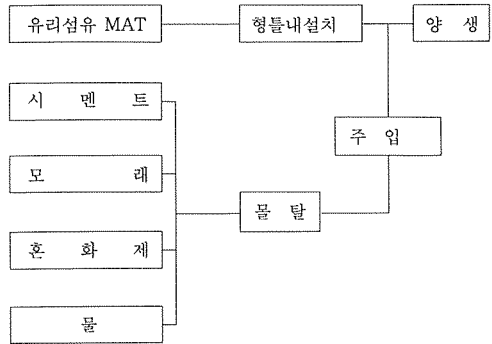 유리섬유 MAT
형틀내설치
양 생
시 멘 트
주 입
모 래
몰 탈
혼 화 제
물